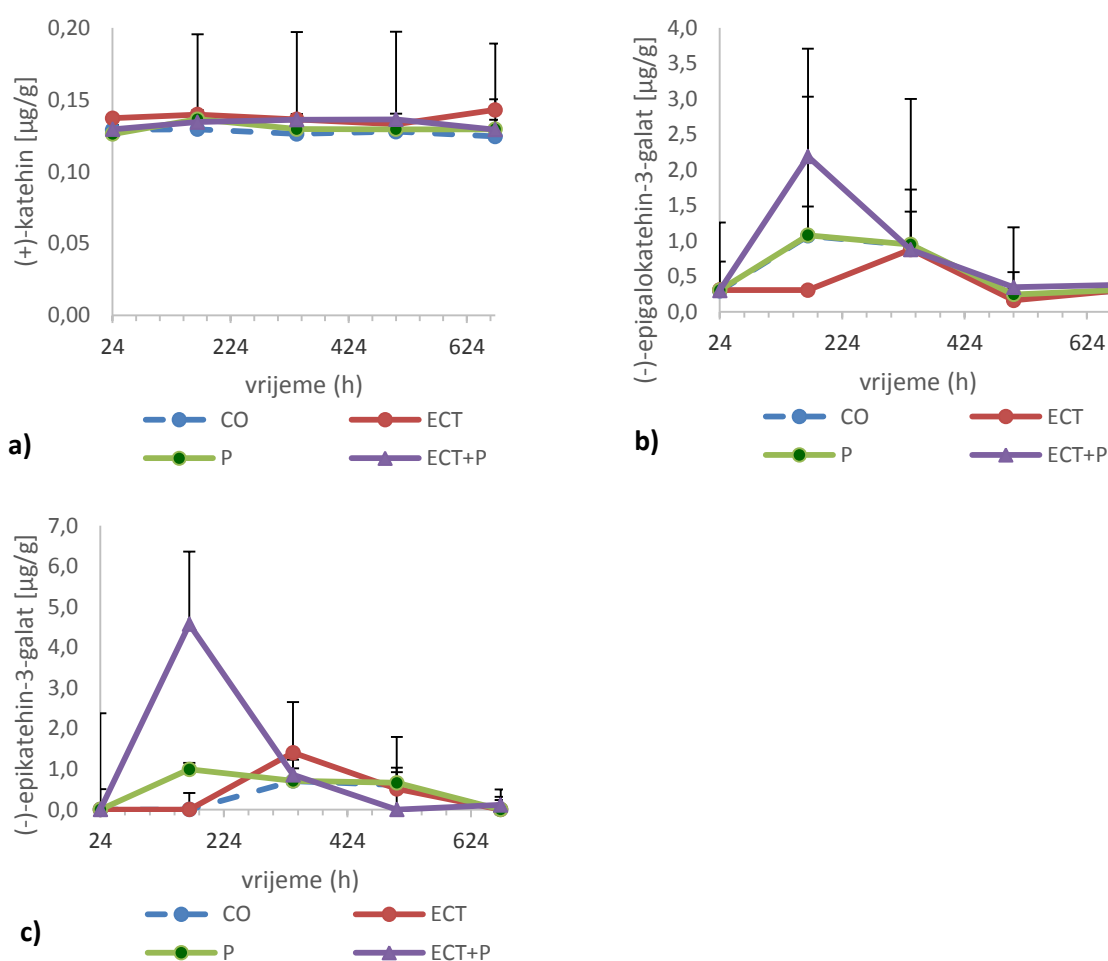 (+)-katehin [µg/g]
0,20
0,15
0,10
0,05
0,00
24 224 424 624
vrijeme (h)
CO ECT
P ECT+P
a)
(-)-epigalokatehin-3-galat [µg/g]
4,0
3,5
3,0
2,5
2,0
1,5
1,0
0,5
0,0
24 224 424 624
vrijeme (h)
CO ECT
P ECT+P
b)
(-)-epikatehin-3-galat [µg/g]
7,0
6,0
5,0
4,0
3,0
2,0
1,0
0,0
24 224 424 624
vrijeme (h)
CO ECT
P ECT+P
c)